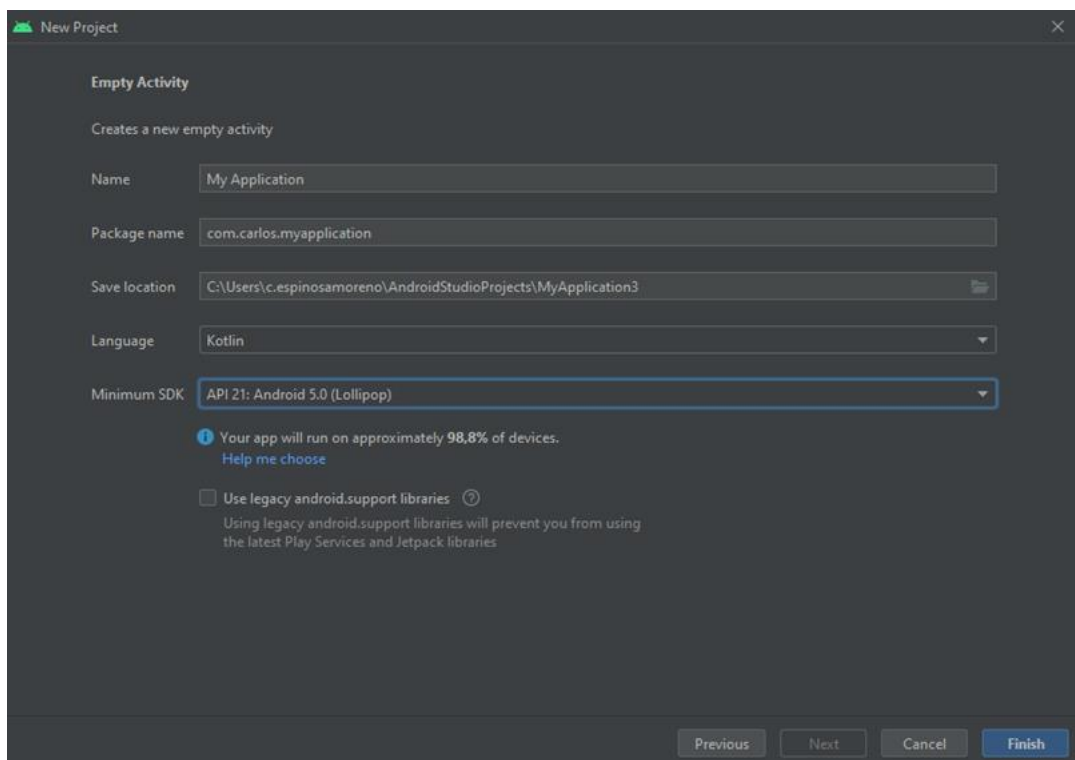 New Project
Empty Activity
Creates a new empty activity
Name My Application
Package name com.carlos.myapplication
Save location C:\Users\c.espinosamoreno\AndroidStudioProjects\MyApplication3
Language Kotlin
Minimum SDK API 21: Android 5.0 (Lollipop)
Your app will run on approximately 98,8% of devices.
Help me choose
Use legacy android.support libraries
Using legacy android.support libraries will prevent you from using
the latest Play Services and Jetpack libraries
Previous Next Cancel Finish